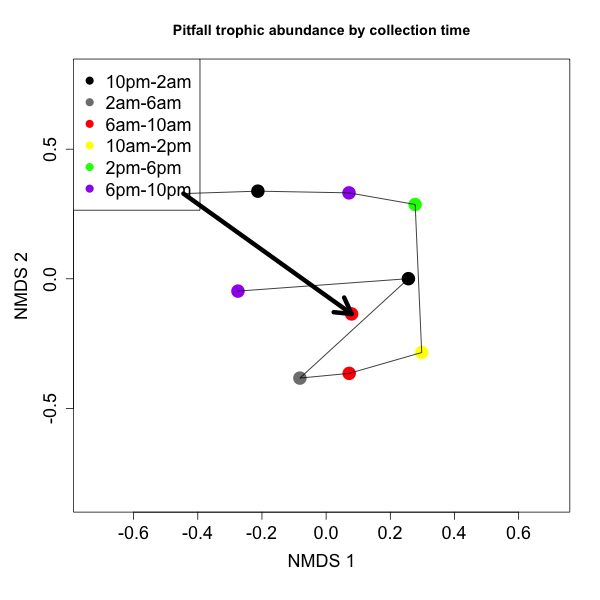 Pitfall trophic abundance by collection time
10pm-2am
2am-6am
6am-10am
10am-2pm
2pm-6pm
6pm-10pm
0.5
0.0
-0.5
NMDS 2
-0.6
-0.4
-0.2
0.0
0.2
0.4
0.6
NMDS 1